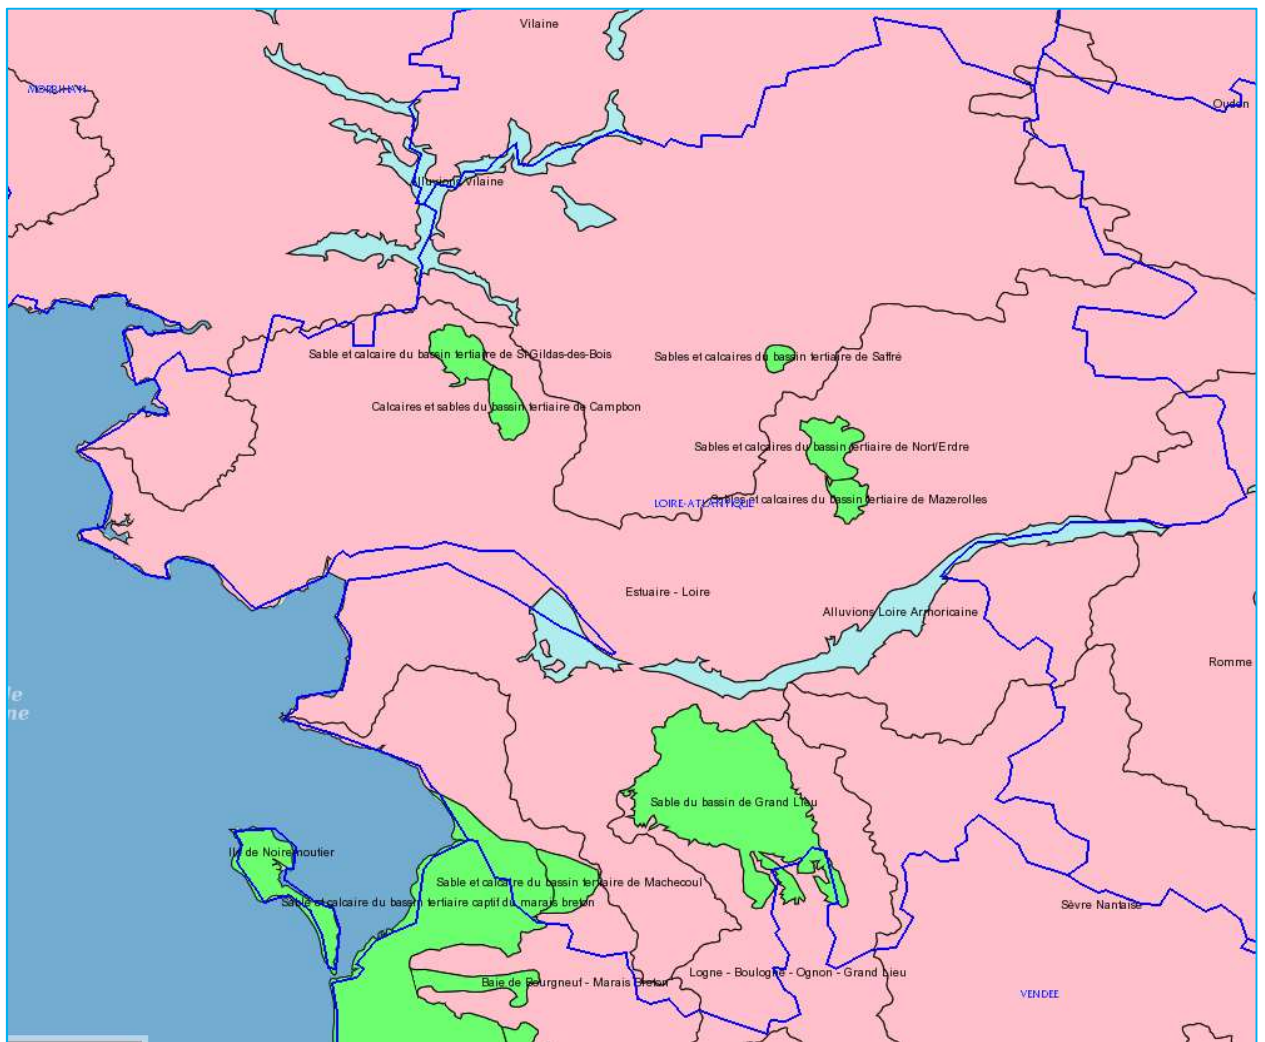 Vilaine
MORBIHAN
Oudon
Alluvions Vilaine
Sable et calcaire du bassin tertiaire de St Gildas-des-Bois
Sables et calcaires du bassin tertiaire de Saffré
Calcaires et sables du bassin tertiaire de Campbon
Sables et calcaires du bassin tertiaire de Nort/Erdre
Sables et calcaires du bassin tertiaire de Mazerolles
LOIRE-ATLANTIQUE
Estuaire - Loire
Alluvions Loire Armoricaine
Romme
le
ne
Sable du bassin de Grand Lieu
Ile de Noiremoutier
Sable et calcaire du bassin tertiaire de Machecoul
Sable et calcaire du bassin tertiaire captif du marais breton
Sèvre Nantaise
Logne - Boulogne - Ognon - Grand Lieu
Baie de Bourgneuf - Marais Breton
VENDEE